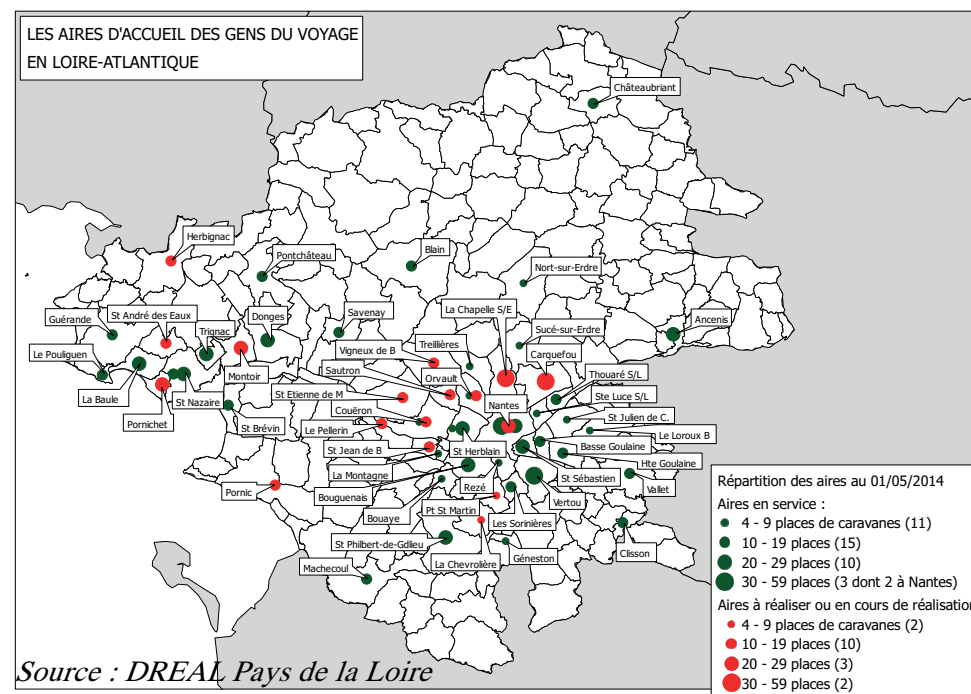 LES AIRES D'ACCUEIL DES GENS DU VOYAGE
EN LOIRE-ATLANTIQUE
Châteaubriant
Herbignac
Pontchâteau
Blain
Nort-sur-Erdre
Guérande
St André des Eaux
Trignac
Donges
Savenay
La Chapelle S/E
Sucé-sur-Erdre
Ancenis
Le Pouliguen
Vigneux de B
Treillières
Carquefou
Sautron
Orvault
Thouaré S/L
La Baule
Montoir
St Etienne de M
Nantes
Ste Luce S/L
Pornichet
St Nazaire
Couëron
St Julien de C.
St Brévin
Le Pellerin
Le Loroux B
St Jean de B
St Herblain
Basse Goulaine
La Montagne
Hte Goulaine
Pornic
Bouguenais
Rezé
St Sébastien
Vallet
Bouaye
Pt St Martin
Vertou
Les Sorinières
St Philbert-de-Gdlieu
Clisson
La Chevrolière
Géneston
Machecoul
Répartition des aires au 01/05/2014
Aires en service :
4 - 9 places de caravanes (11)
10 - 19 places (15)
20 - 29 places (10)
30 - 59 places (3 dont 2 à Nantes)
Aires à réaliser ou en cours de réalisation
4 - 9 places de caravanes (2)
10 - 19 places (10)
20 - 29 places (3)
30 - 59 places (2)
Source : DREAL Pays de la Loire